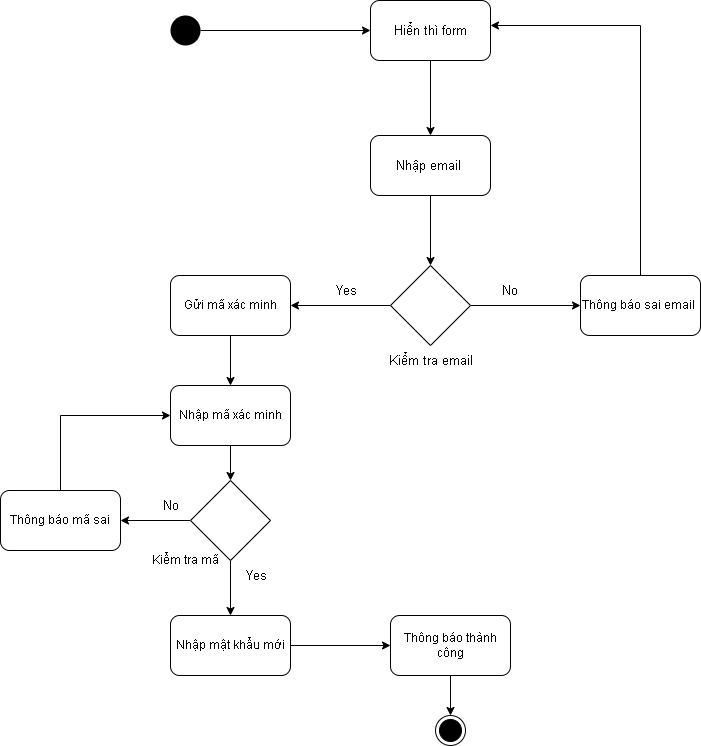 Hiển thì form
Nhập email
Yes
No
Gửi mã xác minh
Thông báo sai email
Kiểm tra email
Nhập mã xác minh
No
Thông báo mã sai
Kiểm tra mã
Yes
Nhập mật khẩu mới
Thông báo thành
công